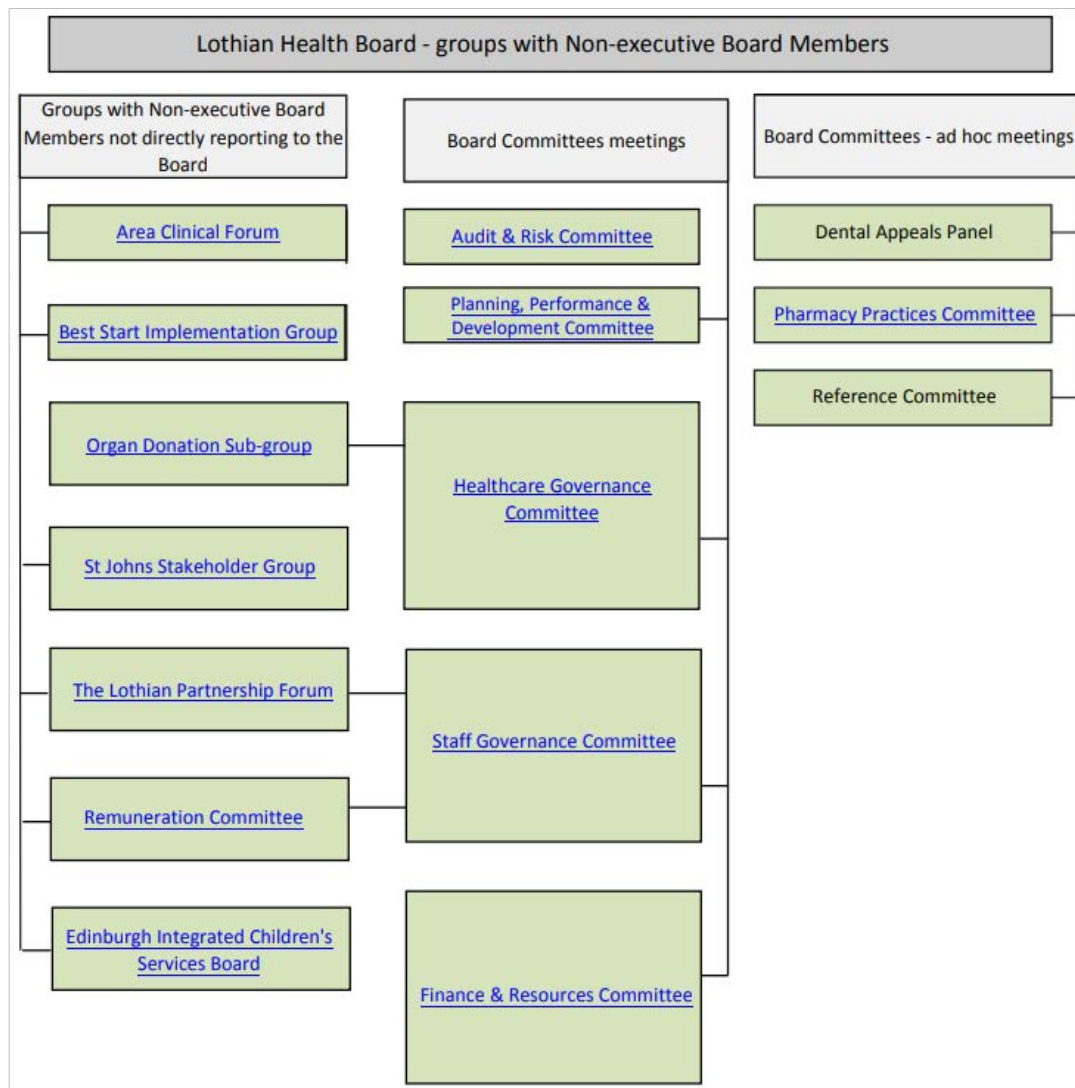 Lothian Health Board - groups with Non-executive Board Members
Groups with Non-executive Board
Members not directly reporting to the
Board
Area Clinical Forum
Best Start Implementation Group
Organ Donation Sub-group
St Johns Stakeholder Group
The Lothian Partnership Forum
Remuneration Committee
Edinburgh Integrated Children's
Services Board
Board Committees meetings
Audit & Risk Committee
Planning, Performance &
Development Committee
Healthcare Governance
Committee
Staff Governance Committee
Finance & Resources Committee
Board Committees - ad hoc meetings
Dental Appeals Panel
Pharmacy Practices Committee
Reference Committee